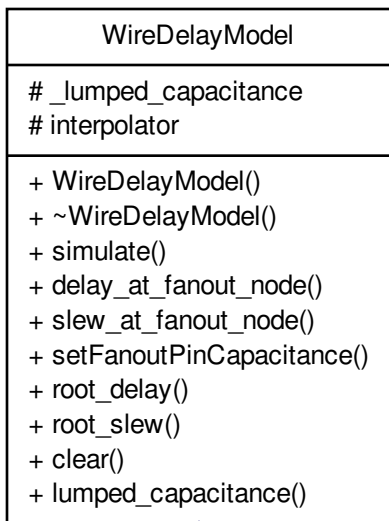 WireDelayModel
# _lumped_capacitance
# interpolator
+ WireDelayModel()
+ ~WireDelayModel()
+ simulate()
+ delay_at_fanout_node()
+ slew_at_fanout_node()
+ setFanoutPinCapacitance()
+ root_delay()
+ root_slew()
+ clear()
+ lumped_capacitance()